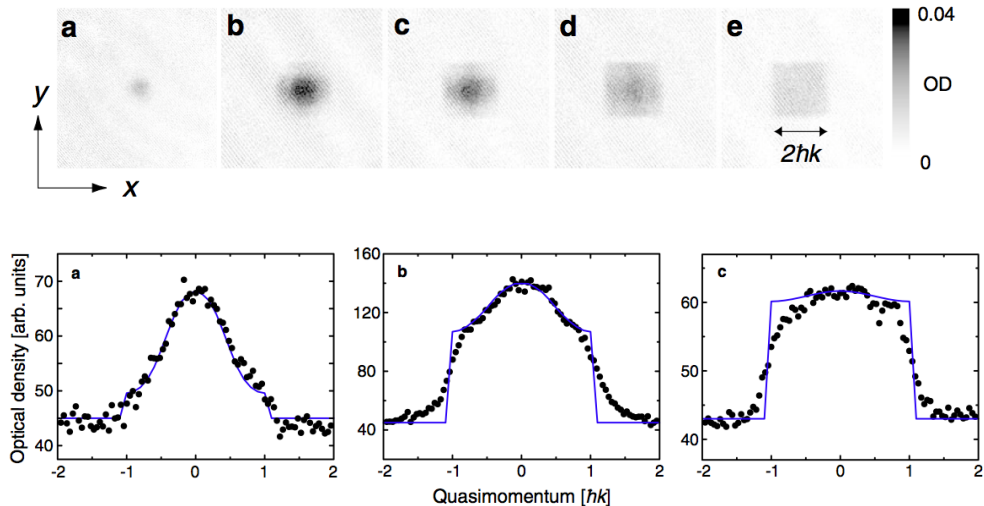 a b c d e 0.04
OD
0
y
x
2ħk
Optical density [arb. units]
a
b
c
70
60
50
40
160
120
80
40
60
50
40
-2 -1 0 1 2
-2 -1 0 1 2
-2 -1 0 1 2
Quasimomentum [ħk]